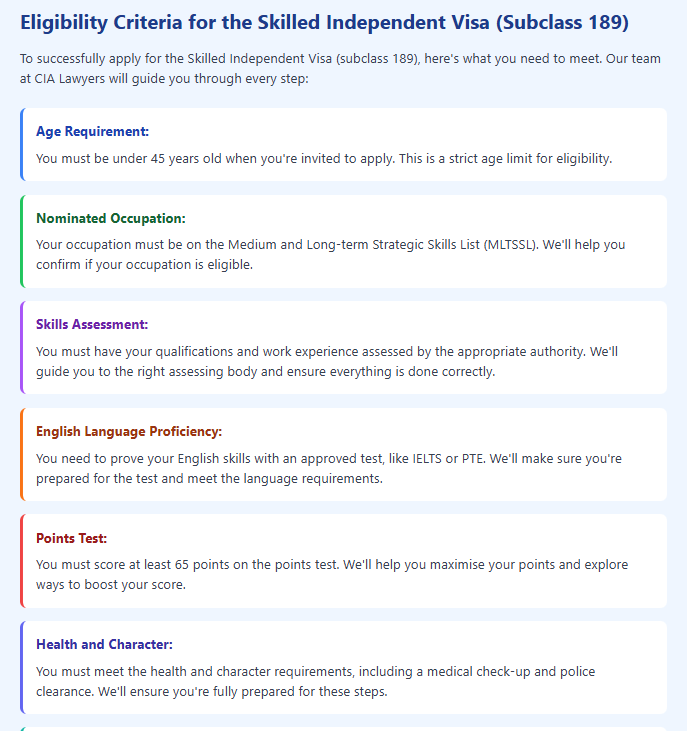 Eligibility Criteria for the Skilled Independent Visa (Subclass 189)
To successfully apply for the Skilled Independent Visa (subclass 189), here's what you need to meet. Our team
at CIA Lawyers will guide you through every step:
Age Requirement:
You must be under 45 years old when you're invited to apply. This is a strict age limit for eligibility.
Nominated Occupation:
Your occupation must be on the Medium and Long-term Strategic Skills List (MLTSSL). We'll help you
confirm if your occupation is eligible.
Skills Assessment:
You must have your qualifications and work experience assessed by the appropriate authority. We'll
guide you to the right assessing body and ensure everything is done correctly.
English Language Proficiency:
You need to prove your English skills with an approved test, like IELTS or PTE. We'll make sure you're
prepared for the test and meet the language requirements.
Points Test:
You must score at least 65 points on the points test. We'll help you maximise your points and explore
ways to boost your score.
Health and Character:
You must meet the health and character requirements, including a medical check-up and police
clearance. We'll ensure you're fully prepared for these steps.